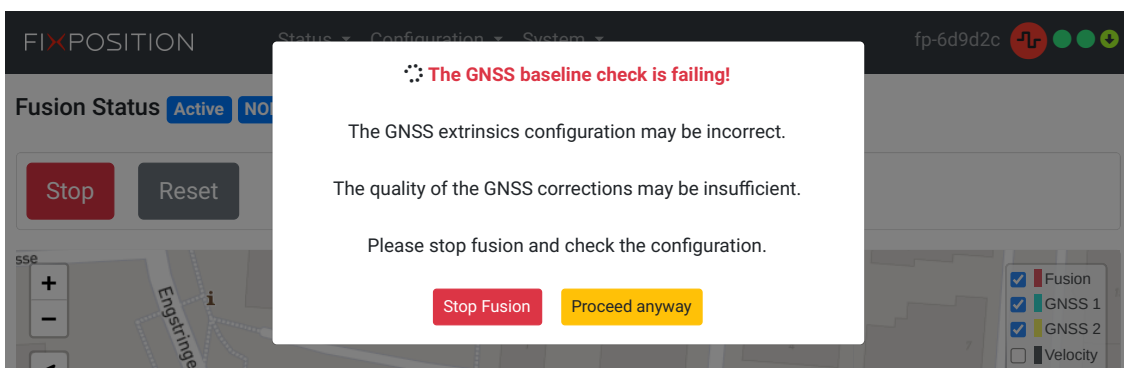 FIXPOSITION
Status Configuration System
fp-6d9d2c
The GNSS baseline check is failing!
Fusion Status Active
The GNSS extrinsics configuration may be incorrect.
Stop Reset
The quality of the GNSS corrections may be insufficient.
Please stop fusion and check the configuration.
Stop Fusion Proceed anyway
sse
+
−
i
Engstringe
Fusion
GNSS 1
GNSS 2
Velocity
7